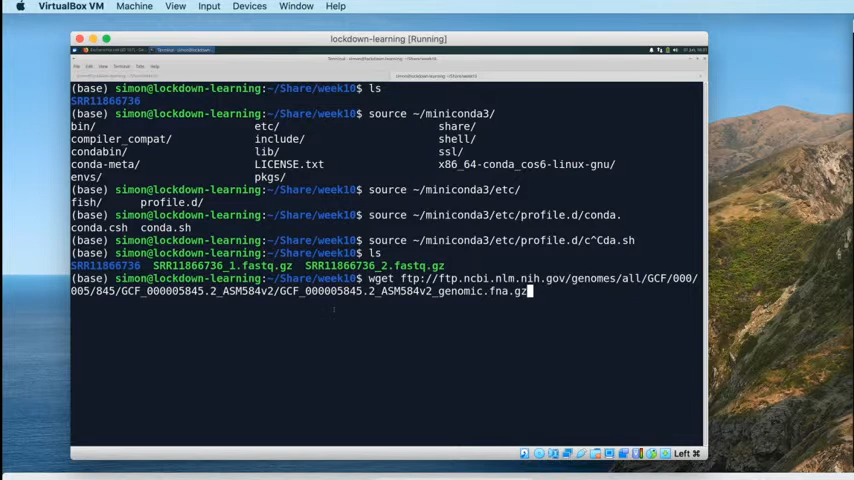 VirtualBox VM Machine View Input Devices Window Help
lockdown-learning [Running]
File Edit View Terminal Tabs Help
(base) simon@lockdown-learning:~/Share/week10$ ls
SRR11866736
(base) simon@lockdown-learning:~/Share/week10$ source ~/miniconda3/
bin/ etc/ share/
compiler_compat/ include/ shell/
condabin/ lib/ ssl/
conda-meta/ LICENSE.txt x86_64-conda_cos6-linux-gnu/
envs/ pkgs/
(base) simon@lockdown-learning:~/Share/week10$ source ~/miniconda3/etc/
fish/ profile.d/
(base) simon@lockdown-learning:~/Share/week10$ source ~/miniconda3/etc/profile.d/conda.
conda.csh conda.sh
(base) simon@lockdown-learning:~/Share/week10$ source ~/miniconda3/etc/profile.d/c^Cda.sh
(base) simon@lockdown-learning:~/Share/week10$ ls
SRR11866736 SRR11866736_1.fastq.gz SRR11866736_2.fastq.gz
(base) simon@lockdown-learning:~/Share/week10$ wget ftp://ftp.ncbi.nlm.nih.gov/genomes/all/GCF/000/
005/845/GCF_000005845.2_ASM584v2/GCF_000005845.2_ASM584v2_genomic.fna.gz
Left ⌘